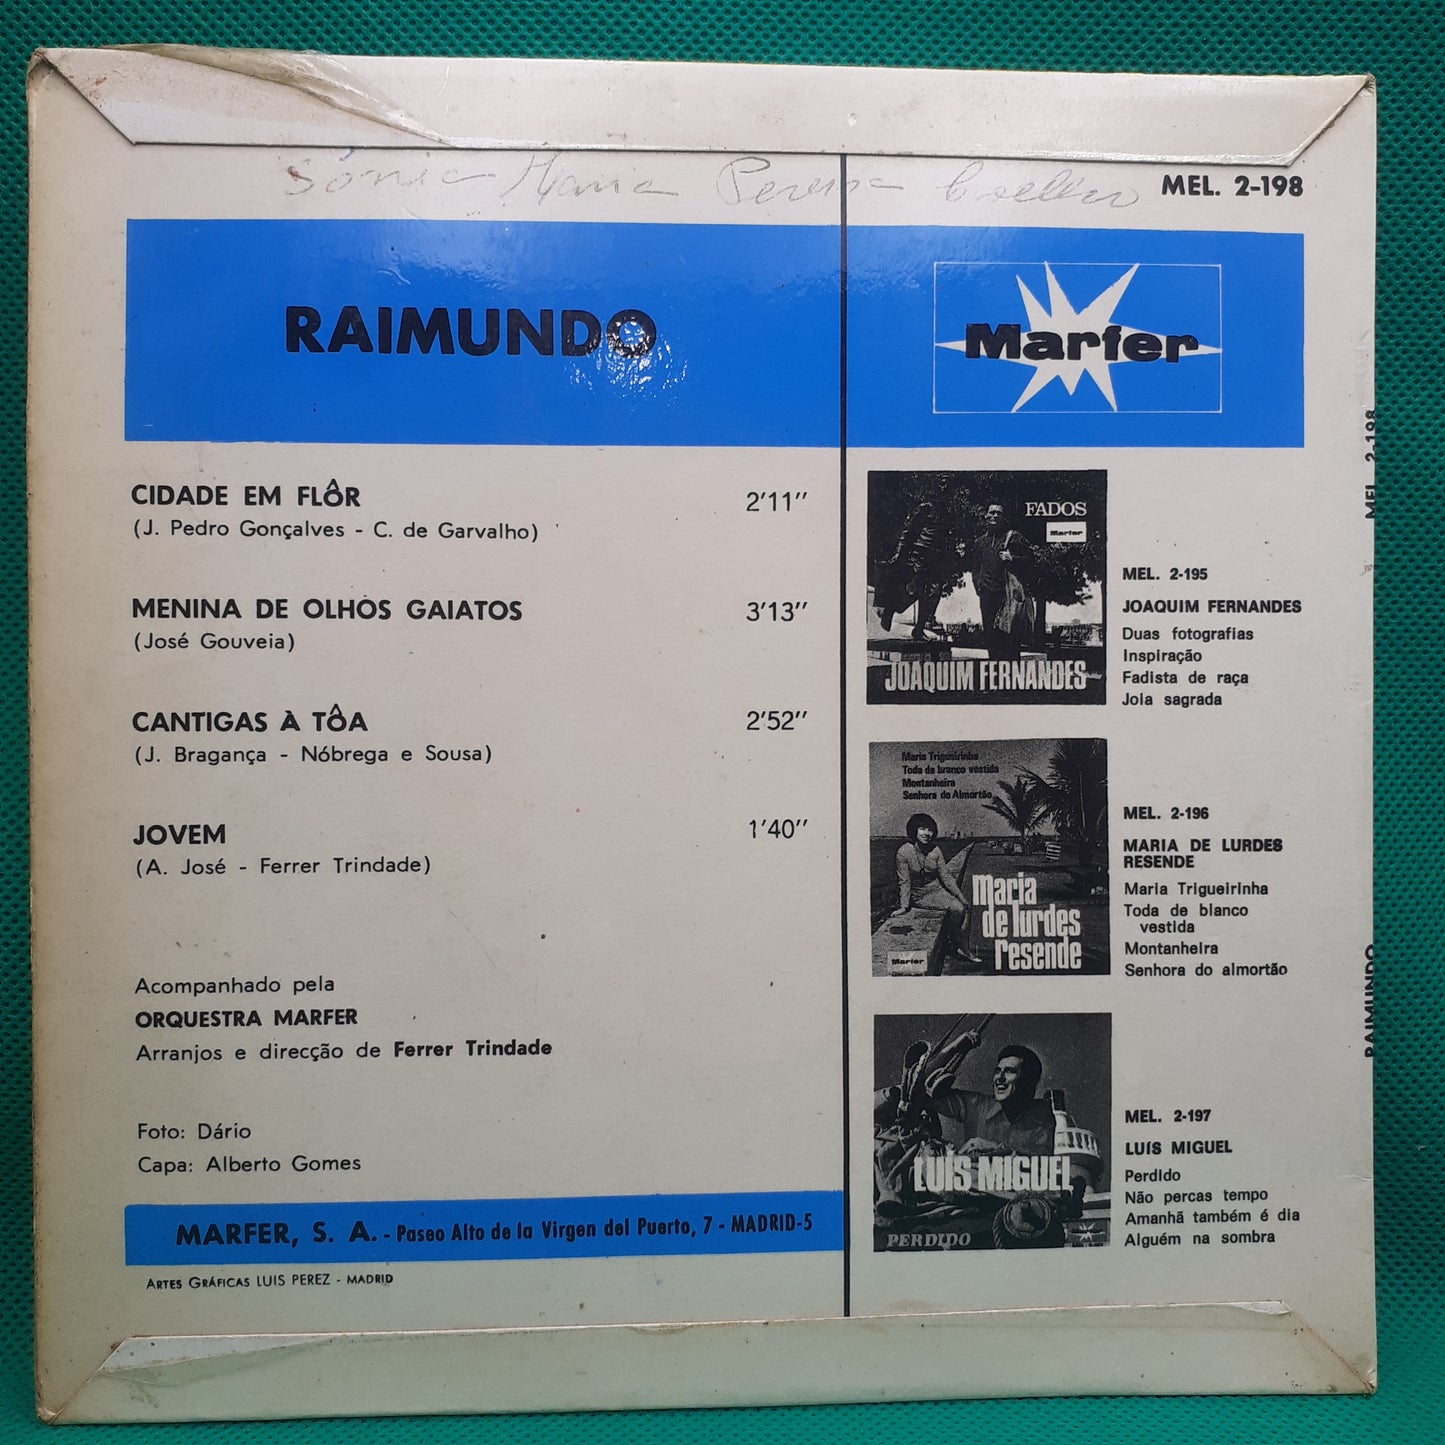 Sónia Maria Pereira Coelho
MEL. 2-198
RAIMUNDO
Marfer
CIDADE EM FLÔR 2'11''
(J. Pedro Gonçalves - C. de Garvalho)
MENINA DE OLHOS GAIATOS 3'13''
(José Gouveia)
CANTIGAS À TÔA 2'52''
(J. Bragança - Nóbrega e Sousa)
JOVEM 1'40''
(A. José - Ferrer Trindade)
Acompanhado pela
ORQUESTRA MARFER
Arranjos e direcção de Ferrer Trindade
Foto: Dário
Capa: Alberto Gomes
MARFER, S. A. - Paseo Alto de la Virgen del Puerto, 7 - MADRID-5
ARTES GRÁFICAS LUIS PEREZ - MADRID
FADOS
Marfer
JOAQUIM FERNANDES
MEL. 2-195
JOAQUIM FERNANDES
Duas fotografias
Inspiração
Fadista de raça
Joia sagrada
Maria Trigueirinha
Toda de branco vestida
Montanheira
Senhora do Almortão
maria
de lurdes
resende
Marfer
MEL. 2-196
MARIA DE LURDES
RESENDE
Maria Trigueirinha
Toda de blanco
vestida
Montanheira
Senhora do almortão
LUÍS MIGUEL
PERDIDO
MEL. 2-197
LUIS MIGUEL
Perdido
Não percas tempo
Amanhã também é dia
Alguém na sombra
MEL. 2-198
RAIMUNDO